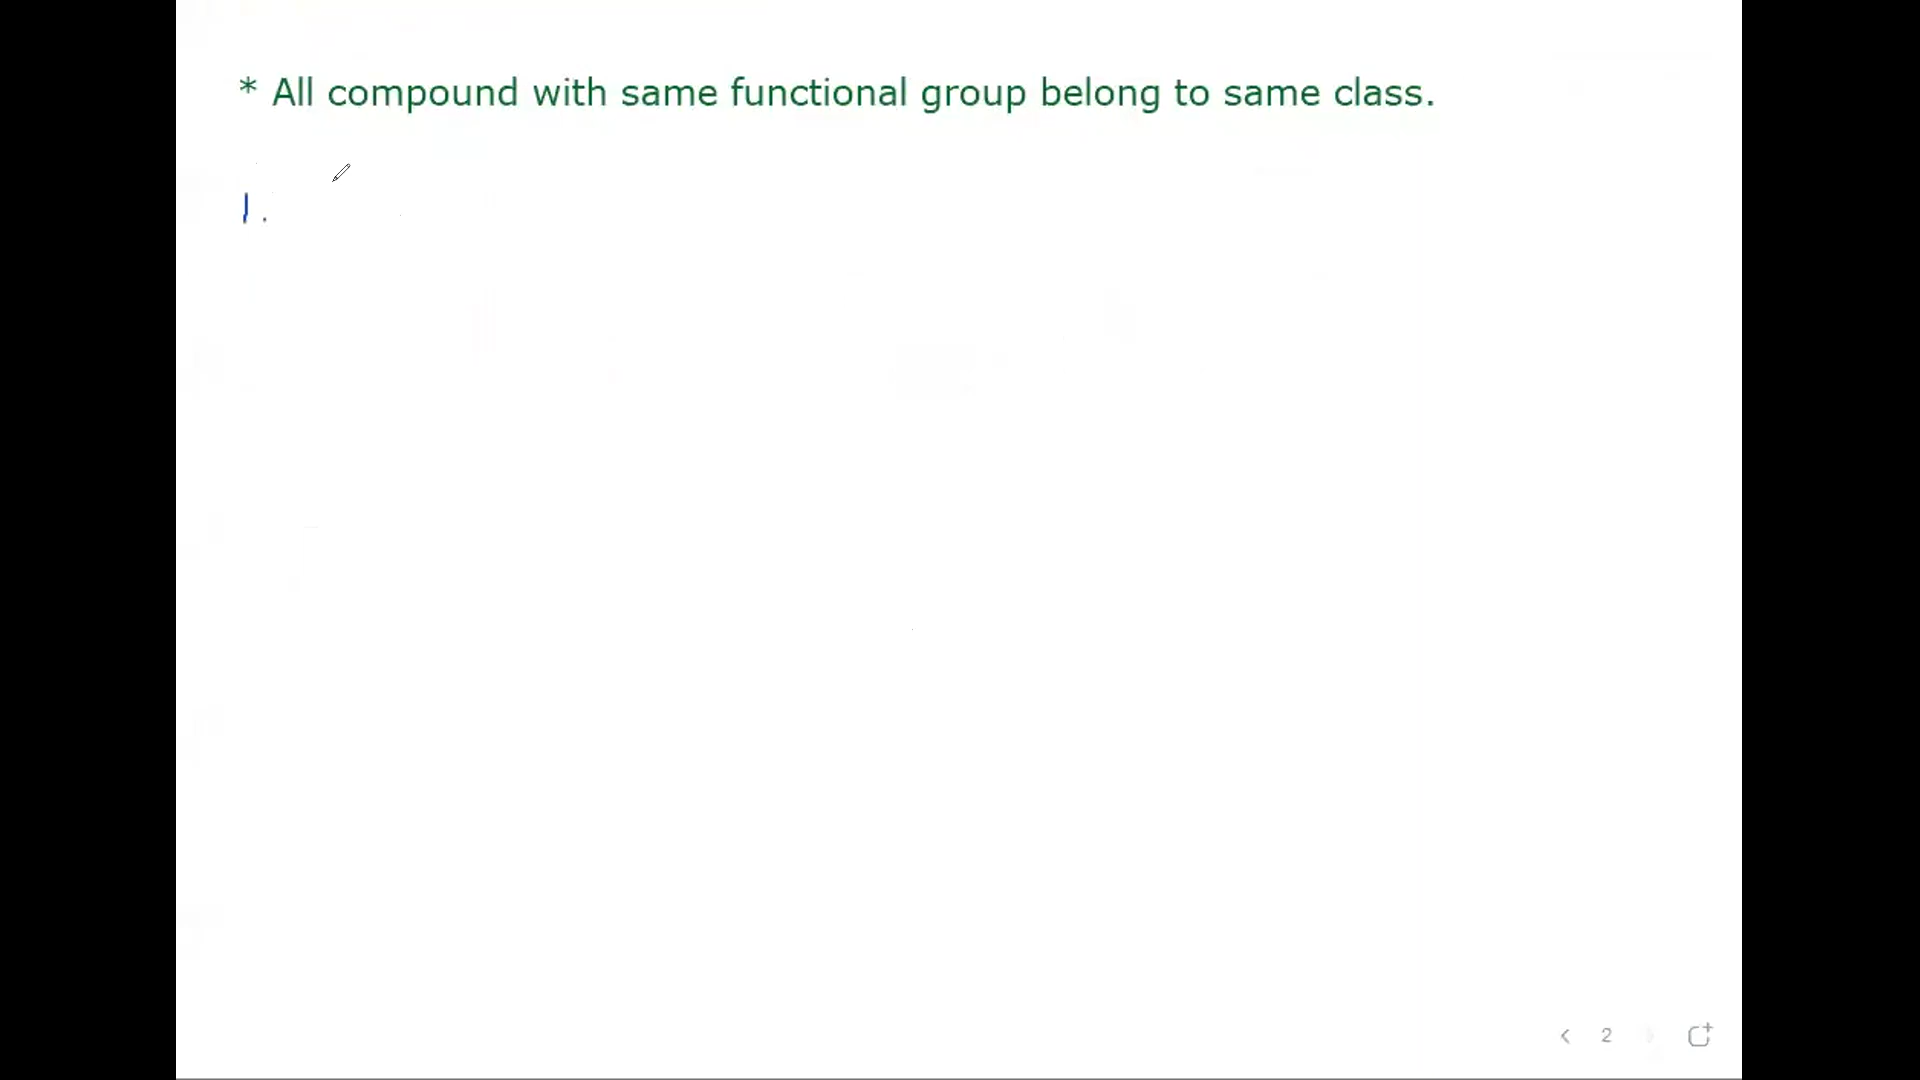 * All compound with same functional group belong to same class.
1.
2